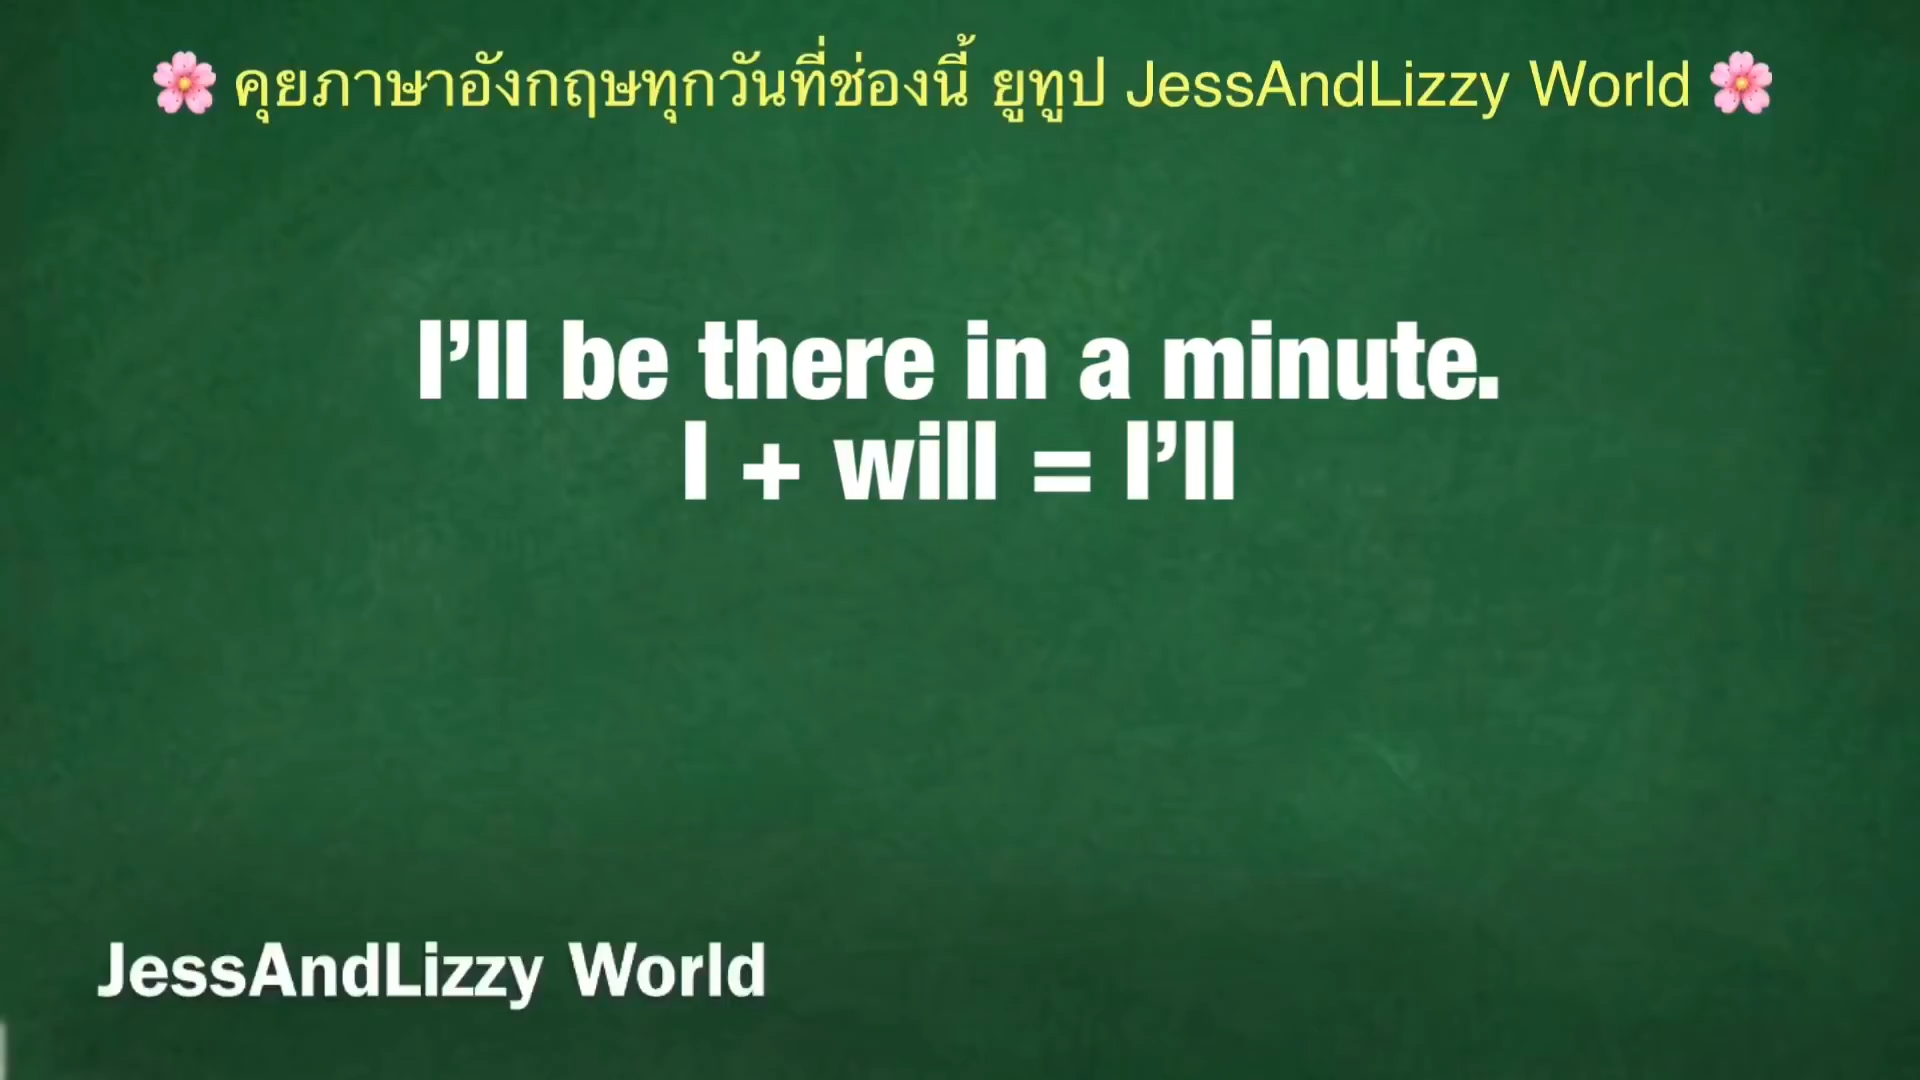 🌸 คุยภาษาอังกฤษทุกวันที่ช่องนี้ ยูทูป JessAndLizzy World 🌸
I’ll be there in a minute.
I + will = I’ll
JessAndLizzy World